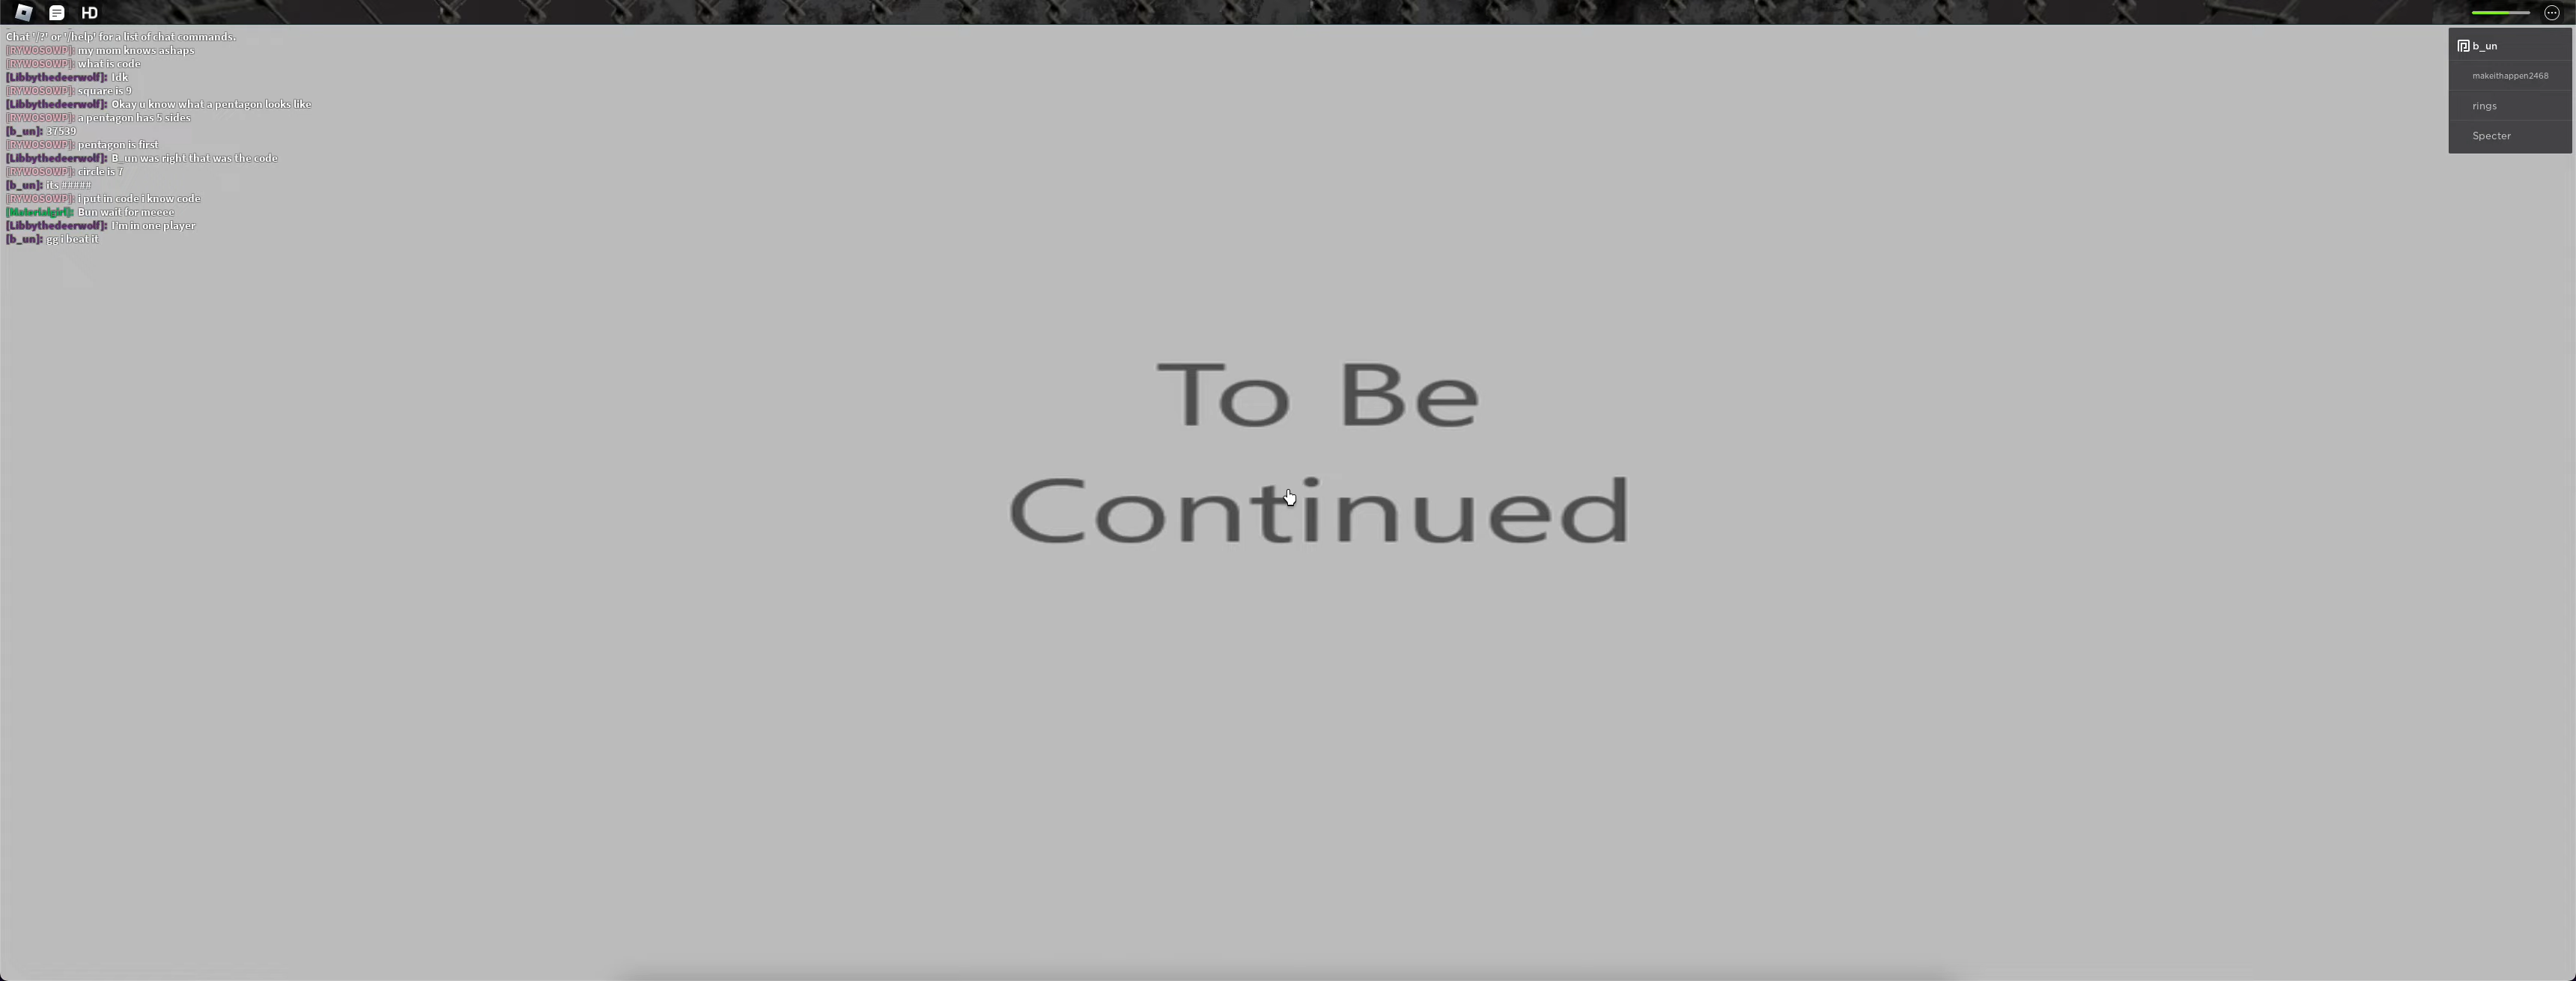 HD
Chat '/?' or '/help' for a list of chat commands.
[RYWOSOWP]: my mom knows ashaps
[RYWOSOWP]: what is code
[Libbythedeerwolf]: Idk
[RYWOSOWP]: square is 9
[Libbythedeerwolf]: Okay u know what a pentagon looks like
[RYWOSOWP]: a pentagon has 5 sides
[b_un]: 37539
[RYWOSOWP]: pentagon is first
[Libbythedeerwolf]: B_un was right that was the code
[RYWOSOWP]: circle is 7
[b_un]: its #####
[RYWOSOWP]: i put in code i know code
[Materialgirl]: Bun wait for meeee
[Libbythedeerwolf]: I'm in one player
[b_un]: gg i beat it
b_un
makeithappen2468
rings
Specter
To Be
Continued